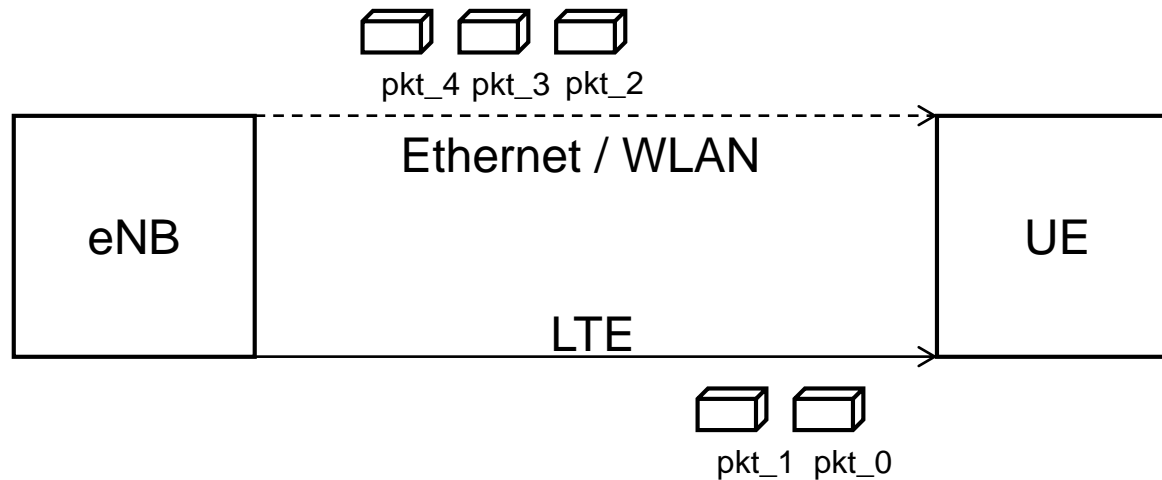 pkt_4 pkt_3 pkt_2
Ethernet / WLAN
eNB
UE
LTE
pkt_1 pkt_0